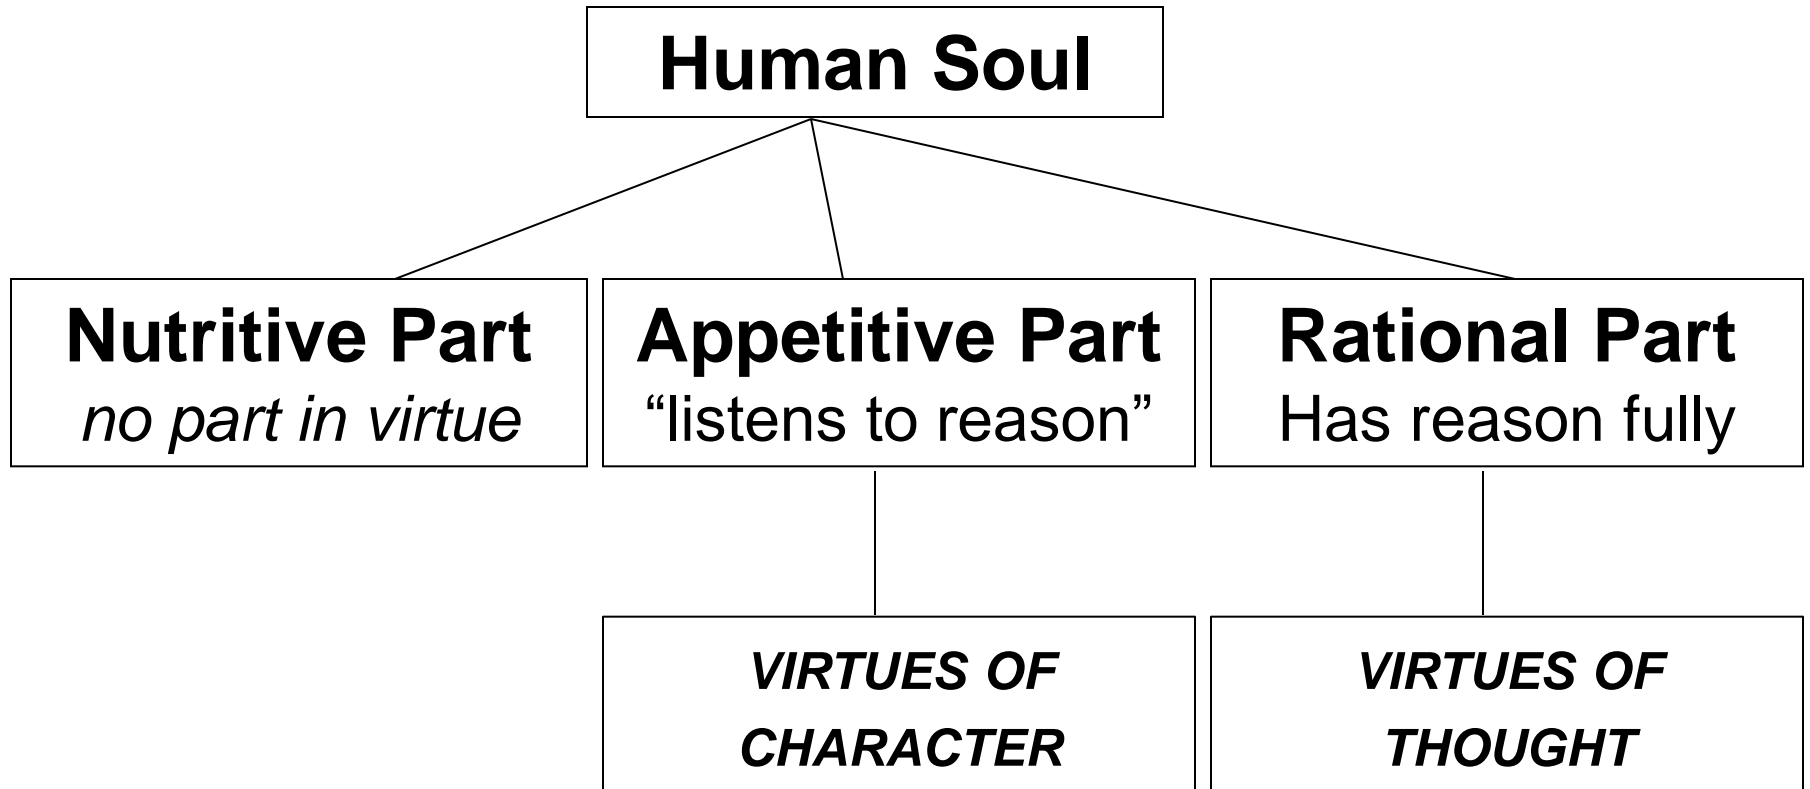 Human Soul
Nutritive Part
no part in virtue
Appetitive Part
“listens to reason”
Rational Part
Has reason fully
VIRTUES OF
CHARACTER
VIRTUES OF
THOUGHT